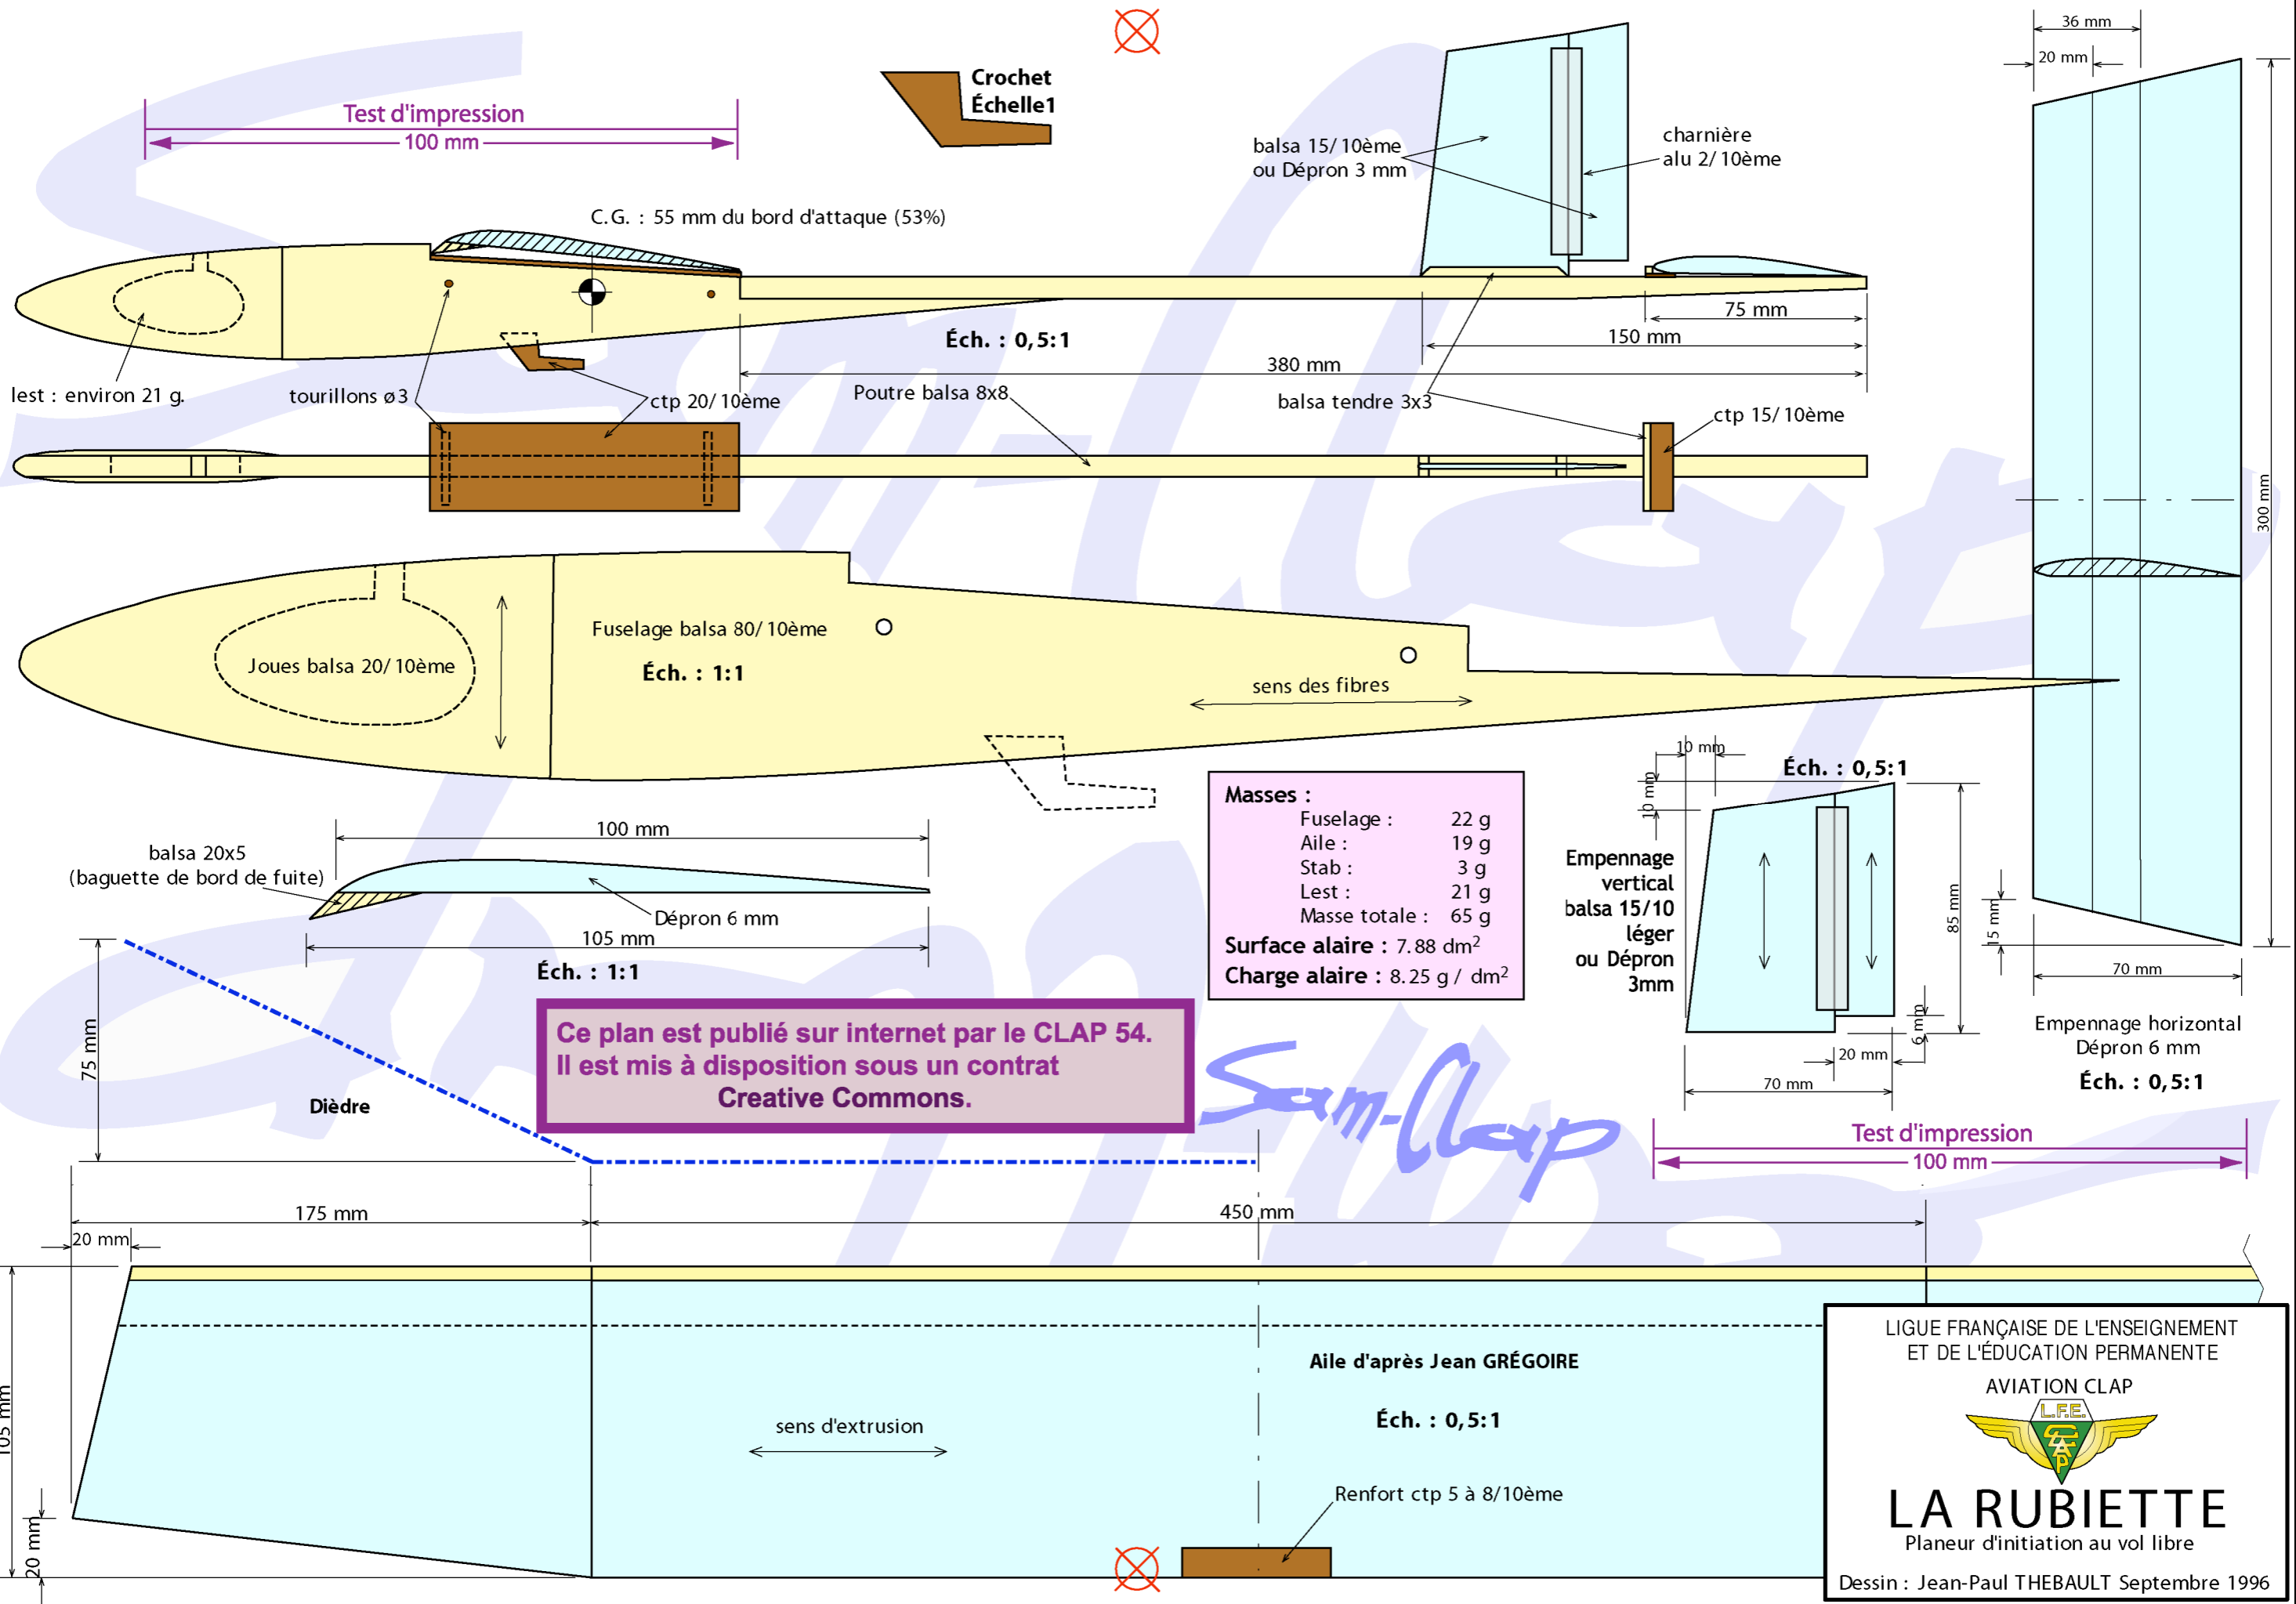 Test d'impression
100 mm
Crochet
Échelle1
36 mm
20 mm
balsa 15/10ème
ou Dépron 3 mm
charnière
alu 2/10ème
C.G. : 55 mm du bord d'attaque (53%)
75 mm
150 mm
380 mm
Éch. : 0,5:1
lest : environ 21 g.
tourillons ø3
ctp 20/10ème
Poutre balsa 8x8
balsa tendre 3x3
ctp 15/10ème
300 mm
Fuselage balsa 80/10ème
Joues balsa 20/10ème
Éch. : 1:1
sens des fibres
10 mm
10 mm
Éch. : 0,5:1
Masses :
Fuselage : 22 g
Aile : 19 g
Stab : 3 g
Lest : 21 g
Masse totale : 65 g
Surface alaire : 7.88 dm²
Charge alaire : 8.25 g / dm²
Empennage
vertical
balsa 15/10
léger
ou Dépron
3mm
85 mm
6 mm
20 mm
70 mm
15 mm
70 mm
Empennage horizontal
Dépron 6 mm
Éch. : 0,5:1
100 mm
balsa 20x5
(baguette de bord de fuite)
Dépron 6 mm
105 mm
Éch. : 1:1
75 mm
Dièdre
Ce plan est publié sur internet par le CLAP 54.
Il est mis à disposition sous un contrat
Creative Commons.
Sam-Clap
Test d'impression
100 mm
175 mm
450 mm
20 mm
105 mm
20 mm
Aile d'après Jean GRÉGOIRE
Éch. : 0,5:1
sens d'extrusion
Renfort ctp 5 à 8/10ème
LIGUE FRANÇAISE DE L'ENSEIGNEMENT
ET DE L'ÉDUCATION PERMANENTE
AVIATION CLAP
L.F.E.
CLAP
LA RUBIETTE
Planeur d'initiation au vol libre
Dessin : Jean-Paul THEBAULT Septembre 1996